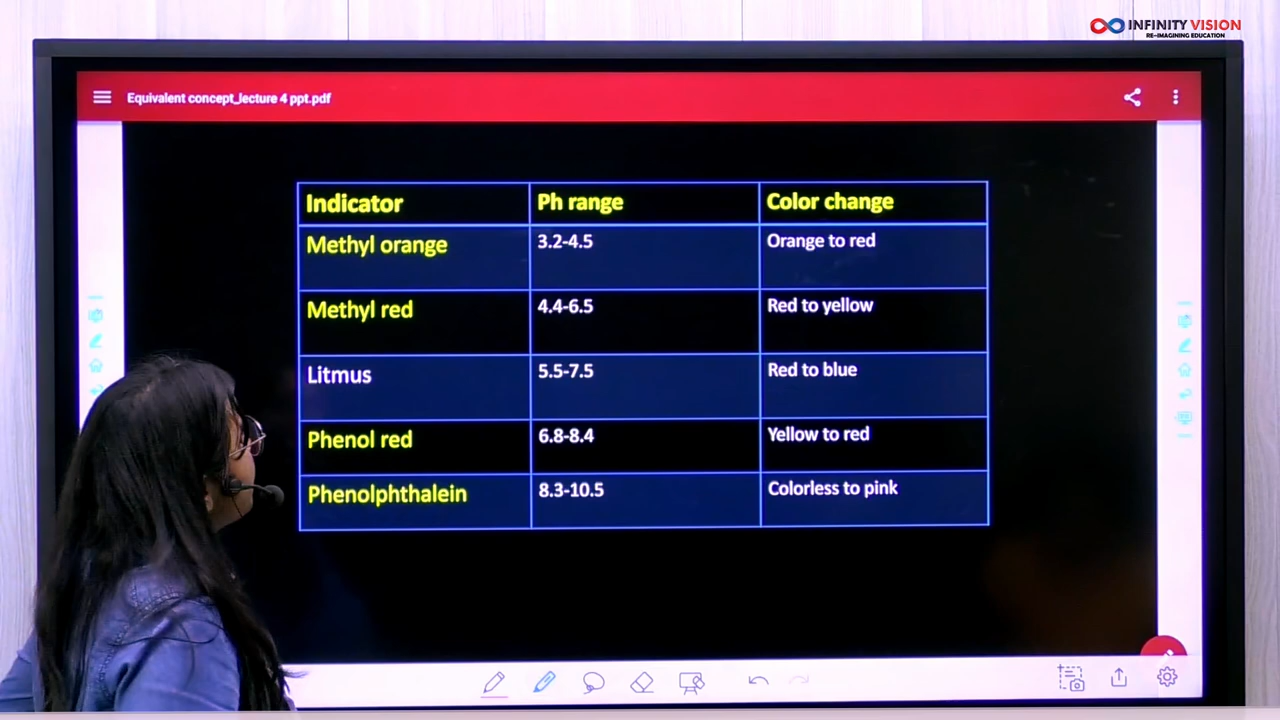 INFINITY VISION
RE-IMAGINING EDUCATION
Equivalent concept_lecture 4 ppt.pdf
Indicator Ph range Color change
Methyl orange 3.2-4.5 Orange to red
Methyl red 4.4-6.5 Red to yellow
Litmus 5.5-7.5 Red to blue
Phenol red 6.8-8.4 Yellow to red
Phenolphthalein 8.3-10.5 Colorless to pink